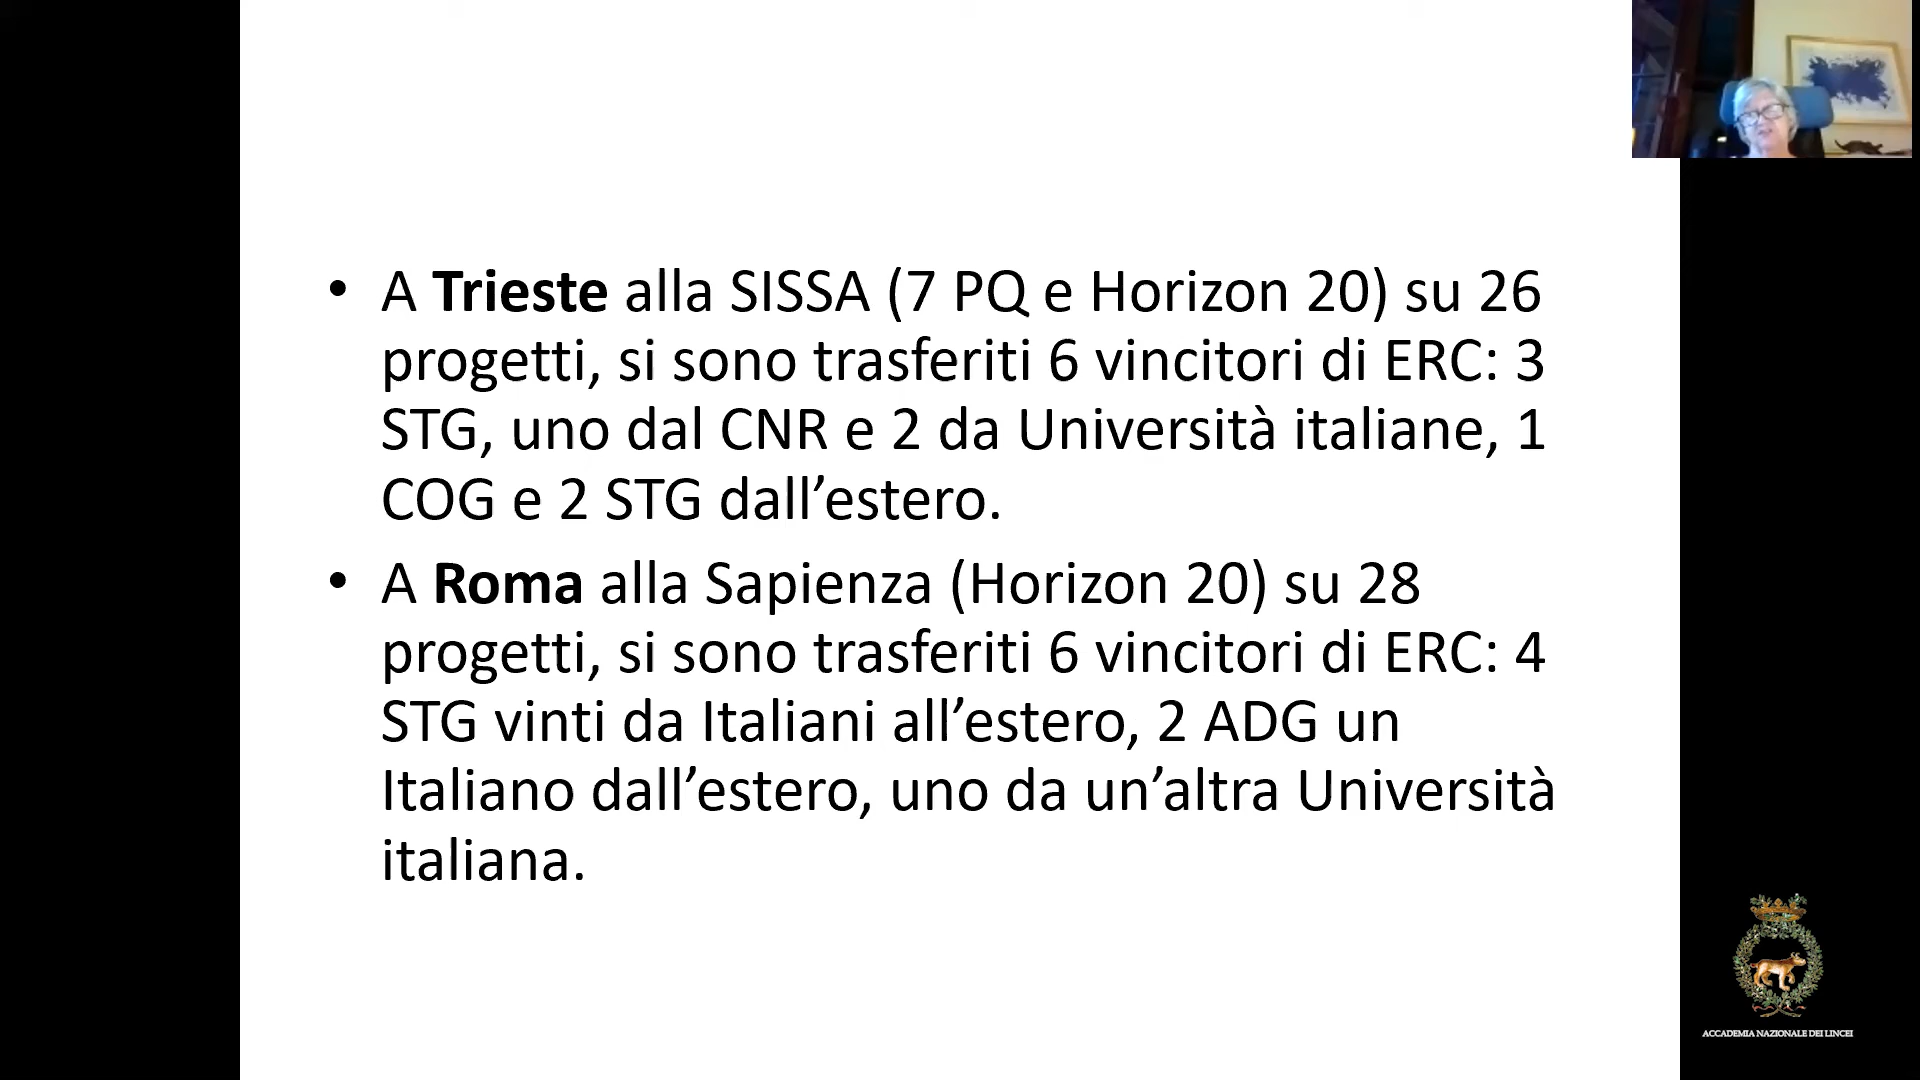 • A Trieste alla SISSA (7 PQ e Horizon 20) su 26
progetti, si sono trasferiti 6 vincitori di ERC: 3
STG, uno dal CNR e 2 da Università italiane, 1
COG e 2 STG dall’estero.
• A Roma alla Sapienza (Horizon 20) su 28
progetti, si sono trasferiti 6 vincitori di ERC: 4
STG vinti da Italiani all’estero, 2 ADG un
Italiano dall’estero, uno da un’altra Università
italiana.
ACCADEMIA NAZIONALE DEI LINCEI